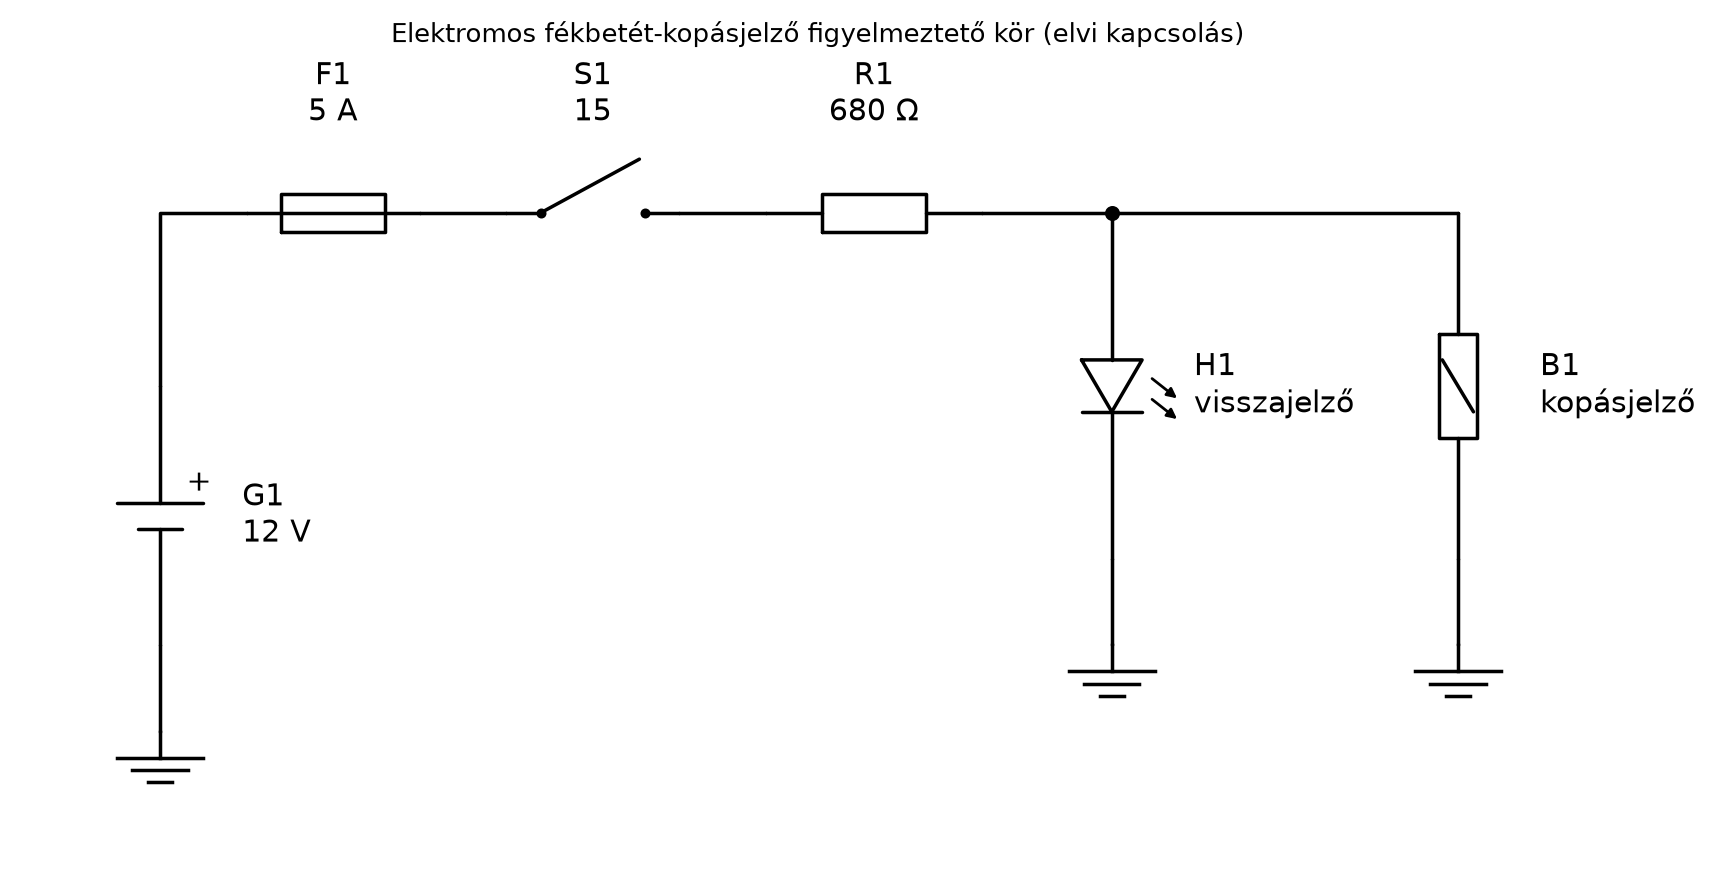 Elektromos fékbetét-kopásjelző figyelmeztető kör (elvi kapcsolás)
F1
5 A
S1
15
R1
680 Ω
H1
visszajelző
B1
kopásjelző
+
G1
12 V